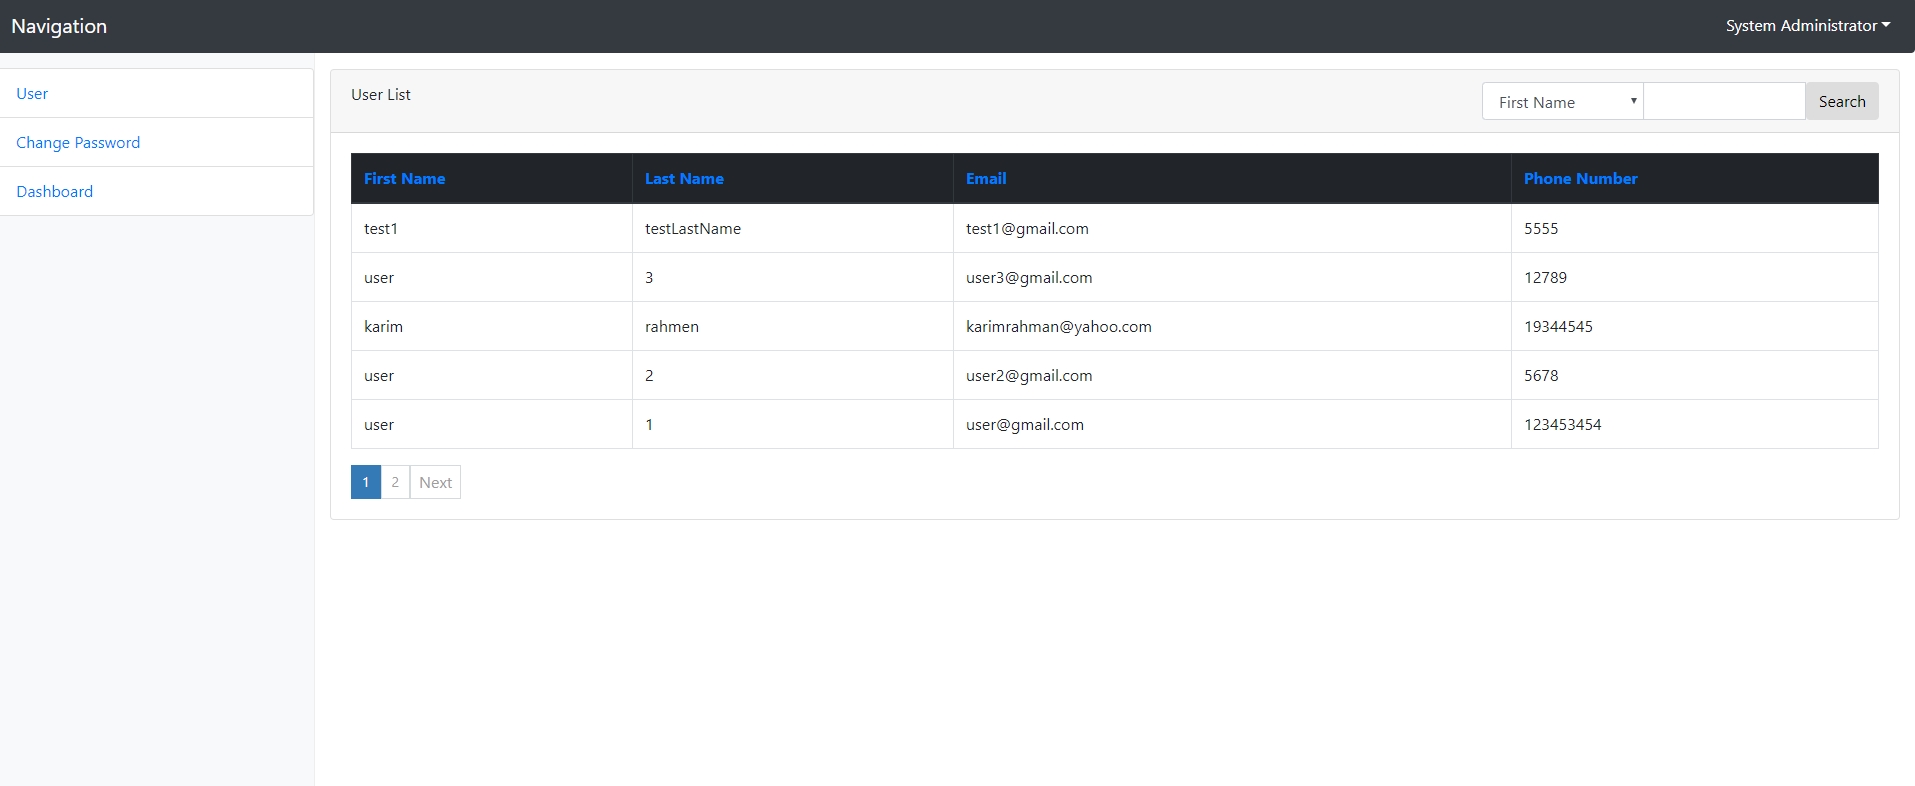 Navigation System Administrator
User
Change Password
Dashboard
User List First Name Search
First Name Last Name Email Phone Number
test1 testLastName test1@gmail.com 5555
user 3 user3@gmail.com 12789
karim rahmen karimrahman@yahoo.com 19344545
user 2 user2@gmail.com 5678
user 1 user@gmail.com 123453454
1 2 Next